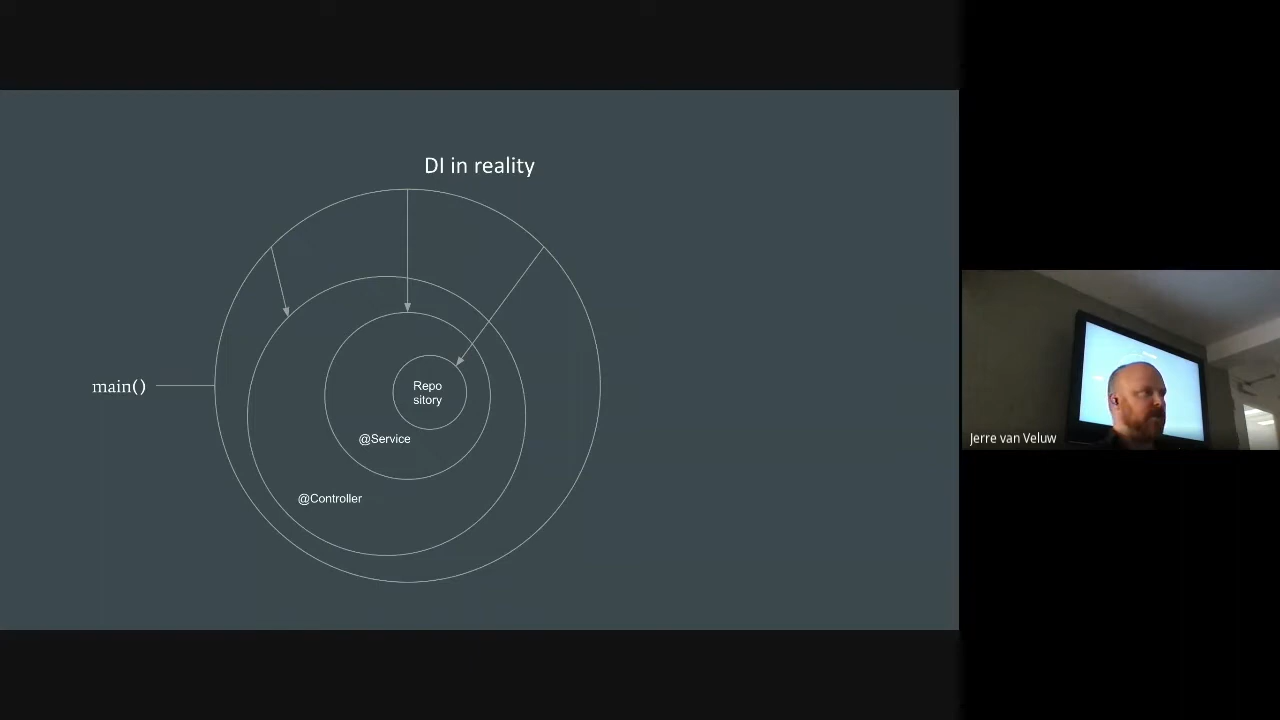 DI in reality
main()
Repo
sitory
@Service
@Controller
Jerre van Veluw